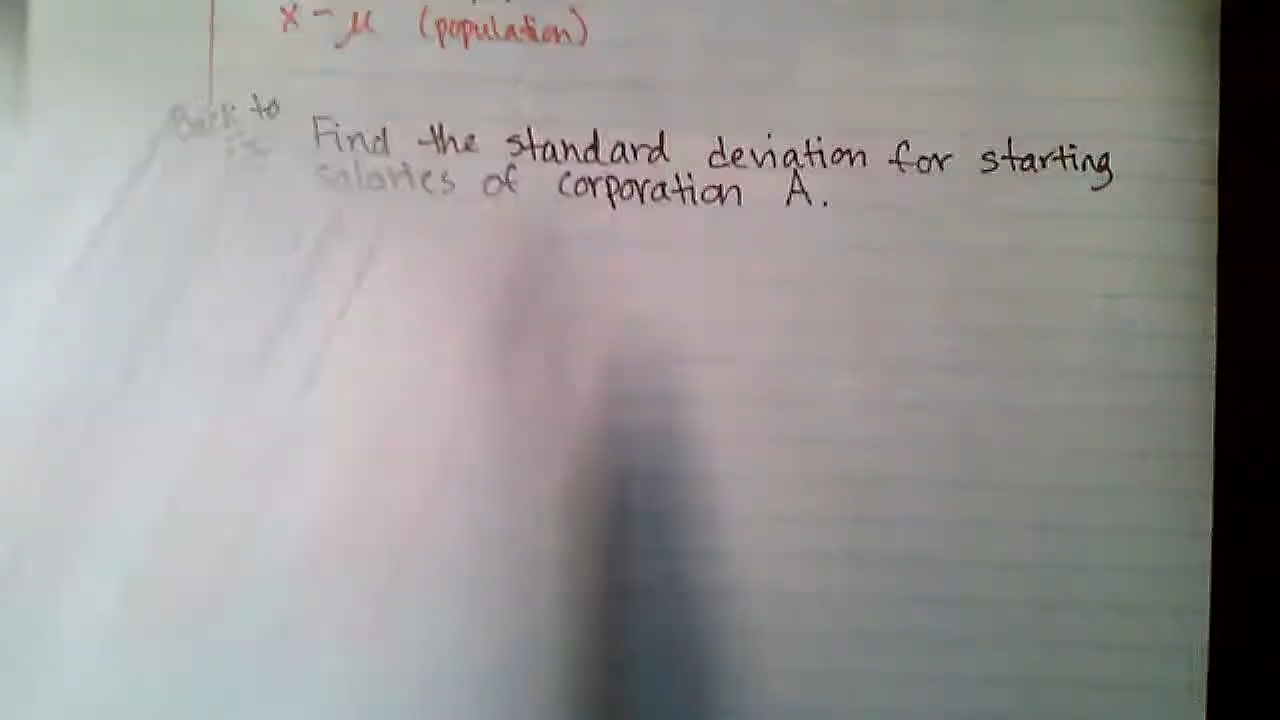 x - μ (population)
Back to
Find the standard deviation for starting
salaries of corporation A.